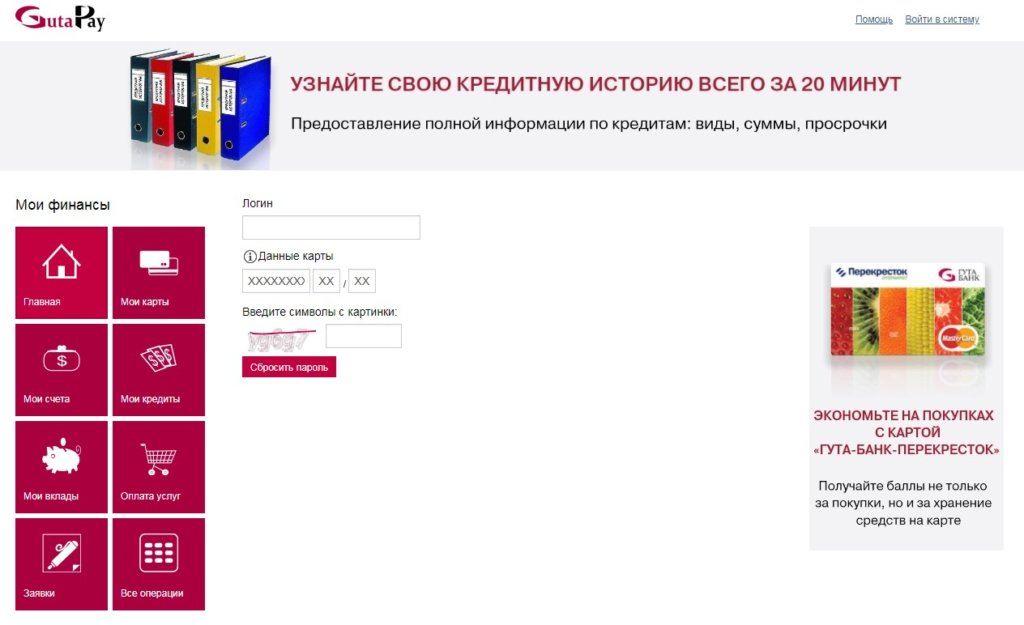 GutaPay
Помощь Войти в систему
УЗНАЙТЕ СВОЮ КРЕДИТНУЮ ИСТОРИЮ ВСЕГО ЗА 20 МИНУТ
Предоставление полной информации по кредитам: виды, суммы, просрочки
Мои финансы
Главная
Мои карты
Мои счета
Мои кредиты
Мои вклады
Оплата услуг
Заявки
Все операции
Логин
Данные карты
XXXXXXX XX / XX
Введите символы с картинки:
Сбросить пароль
Перекресток
ГУТА
БАНК
MasterCard
ЭКОНОМЬТЕ НА ПОКУПКАХ
С КАРТОЙ
«ГУТА-БАНК-ПЕРЕКРЕСТОК»
Получайте баллы не только
за покупки, но и за хранение
средств на карте